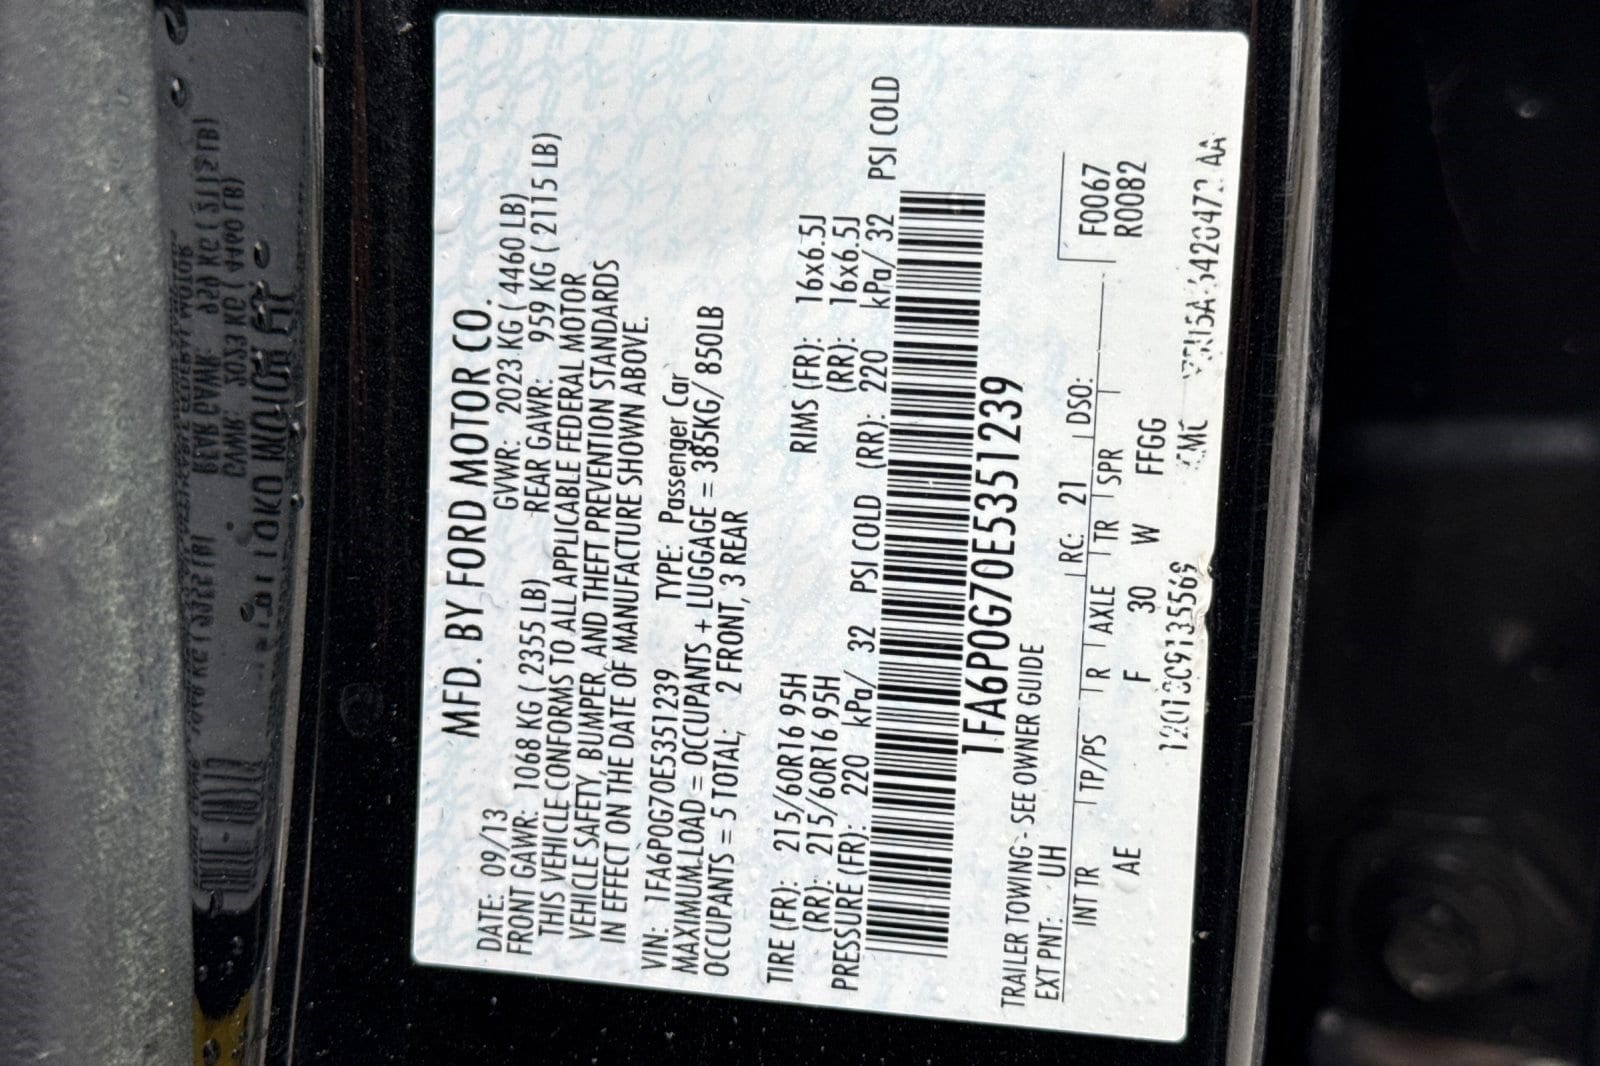 MFD. BY FORD MOTOR CO.
DATE: 09/13 GVWR: 2023 KG ( 4460 LB)
FRONT GAWR: 1068 KG ( 2355 LB) REAR GAWR: 959 KG ( 2115 LB)
THIS VEHICLE CONFORMS TO ALL APPLICABLE FEDERAL MOTOR
VEHICLE SAFETY, BUMPER, AND THEFT PREVENTION STANDARDS
IN EFFECT ON THE DATE OF MANUFACTURE SHOWN ABOVE.
VIN: 1FA6P0G70E5351239 TYPE: Passenger Car
MAXIMUM LOAD = OCCUPANTS + LUGGAGE = 385KG/ 850LB
OCCUPANTS = 5 TOTAL; 2 FRONT, 3 REAR
TIRE (FR): 215/60R16 95H RIMS (FR): 16x6.5J
(RR): 215/60R16 95H (RR): 16x6.5J
PRESSURE (FR): 220 kPa/ 32 PSI COLD (RR): 220 kPa/ 32 PSI COLD
1FA6P0G70E5351239
TRAILER TOWING - SEE OWNER GUIDE
EXT PNT: UH RC: 21 DSO: F0067
INT TR TP/PS R AXLE TR SPR R0082
AE F 30 W FFGG